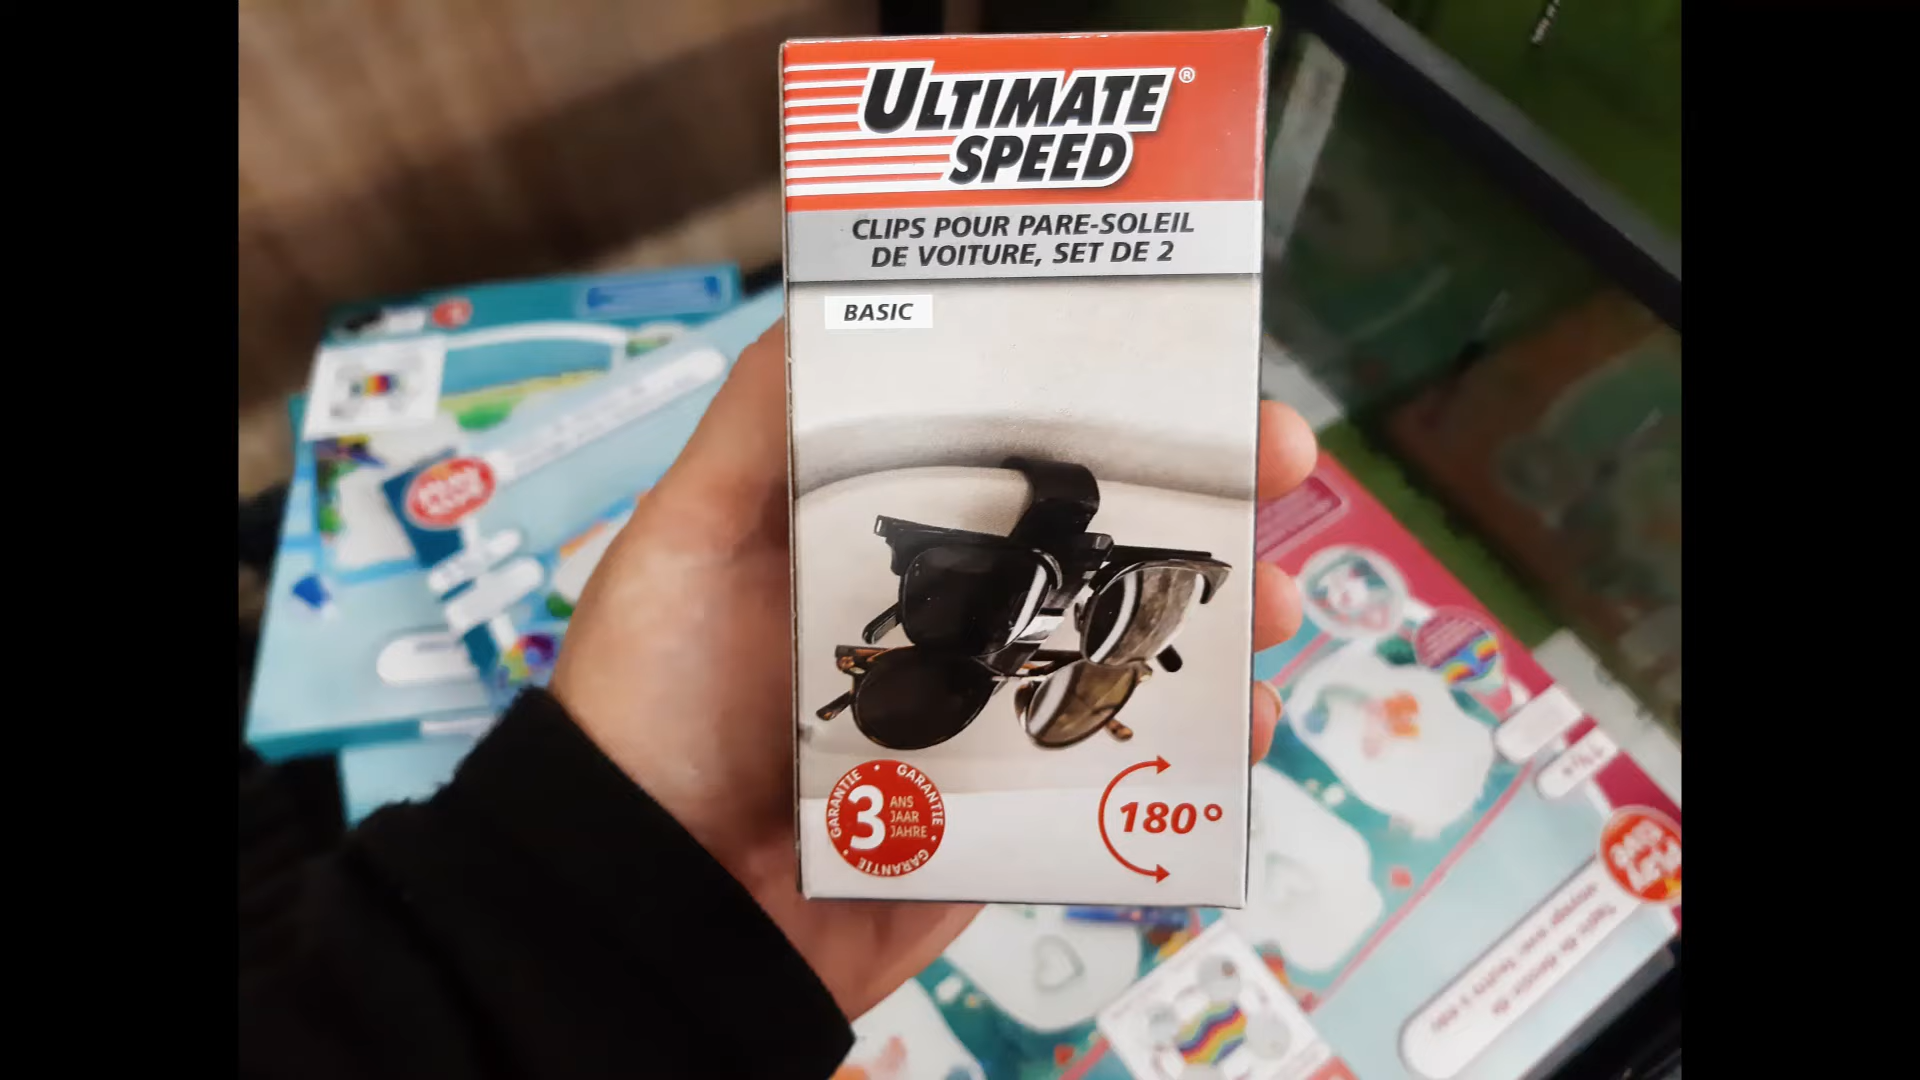 ULTIMATE ®
SPEED
CLIPS POUR PARE-SOLEIL
DE VOITURE, SET DE 2
BASIC
GARANTIE • GARANTIE • GARANTIE •
3 ANS
JAAR
JAHRE
180°